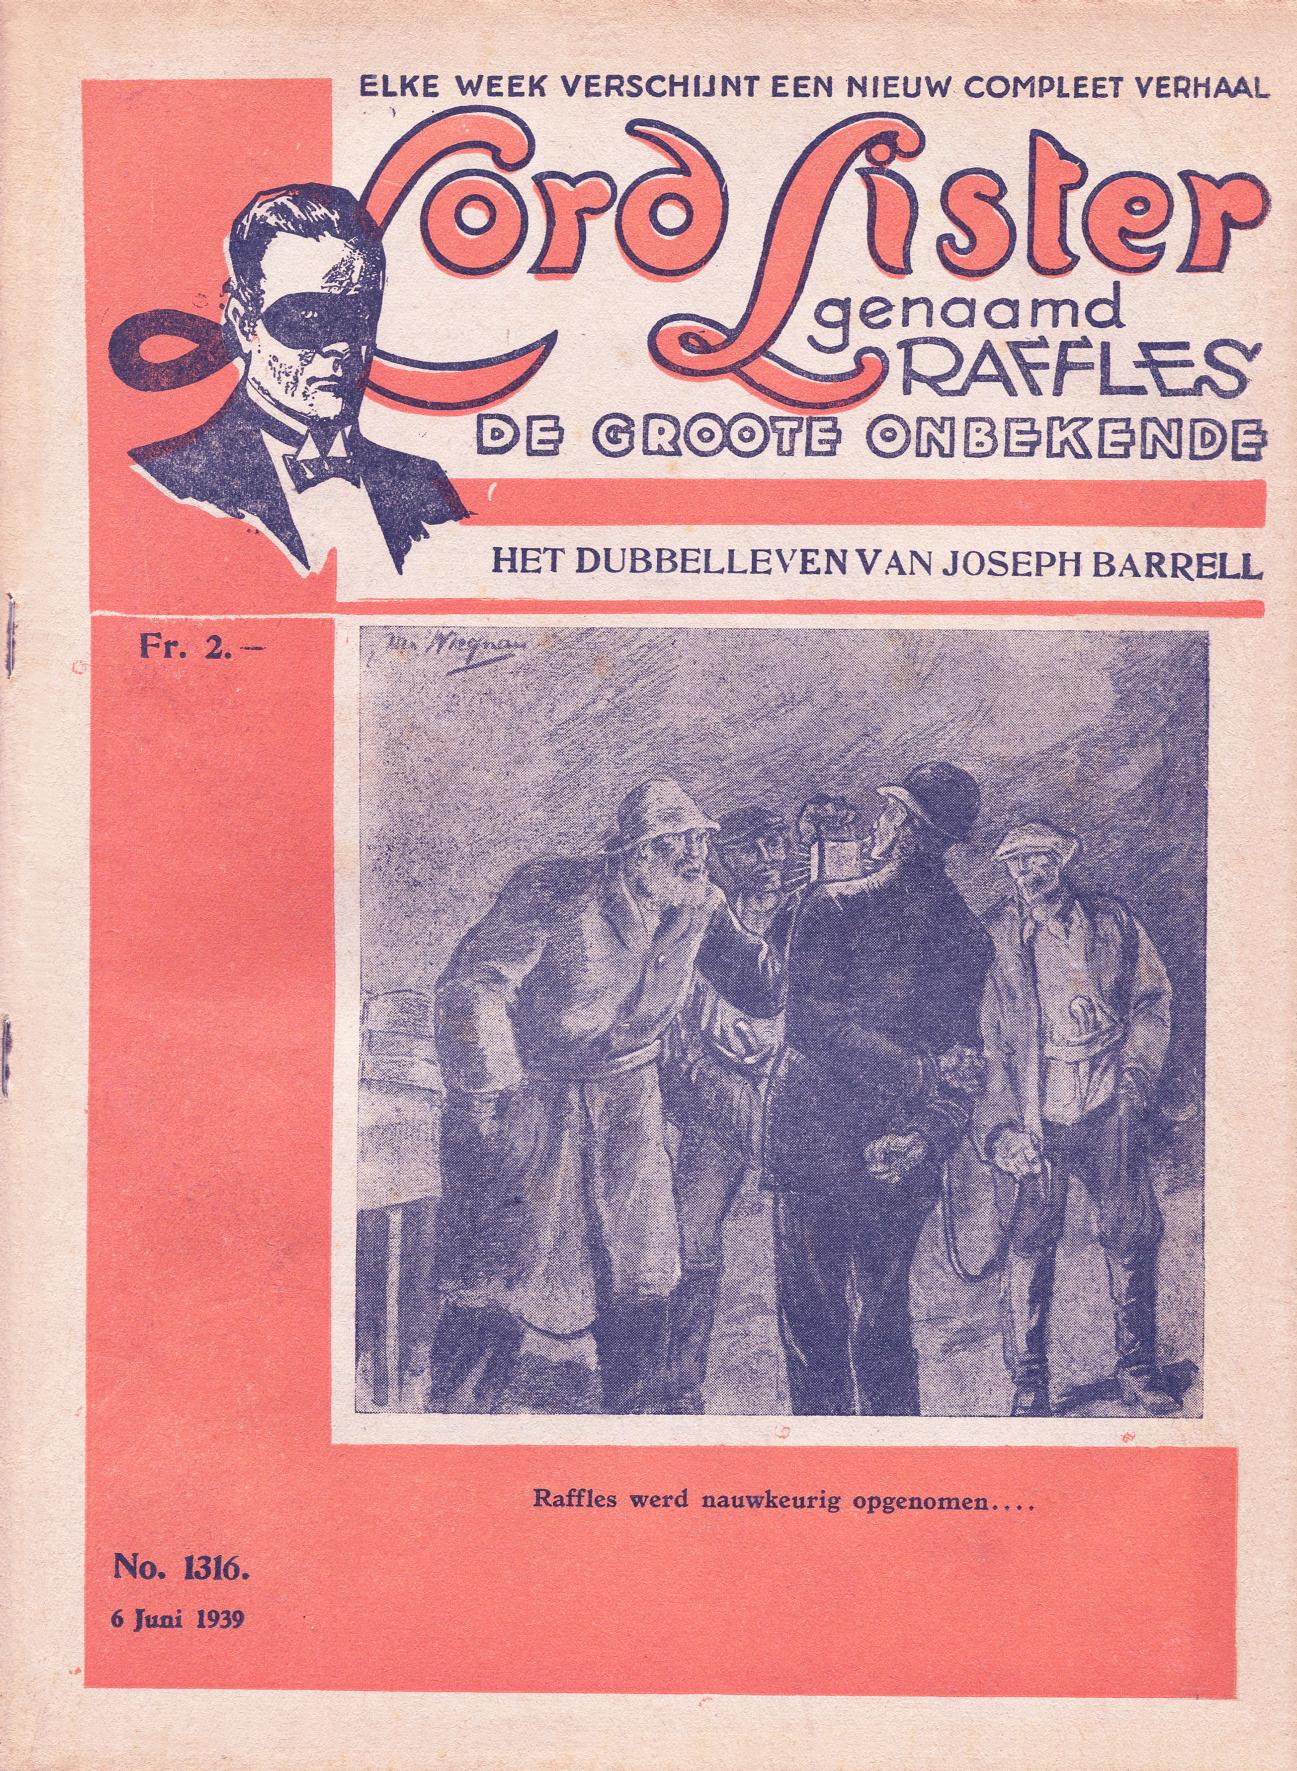 ELKE WEEK VERSCHIJNT EEN NIEUW COMPLEET VERHAAL
Lord Lister
genaamd
RAFFLES
DE GROOTE ONBEKENDE
HET DUBBELLEVEN VAN JOSEPH BARRELL
Fr. 2.—
Raffles werd nauwkeurig opgenomen....
No. 1316.
6 Juni 1939